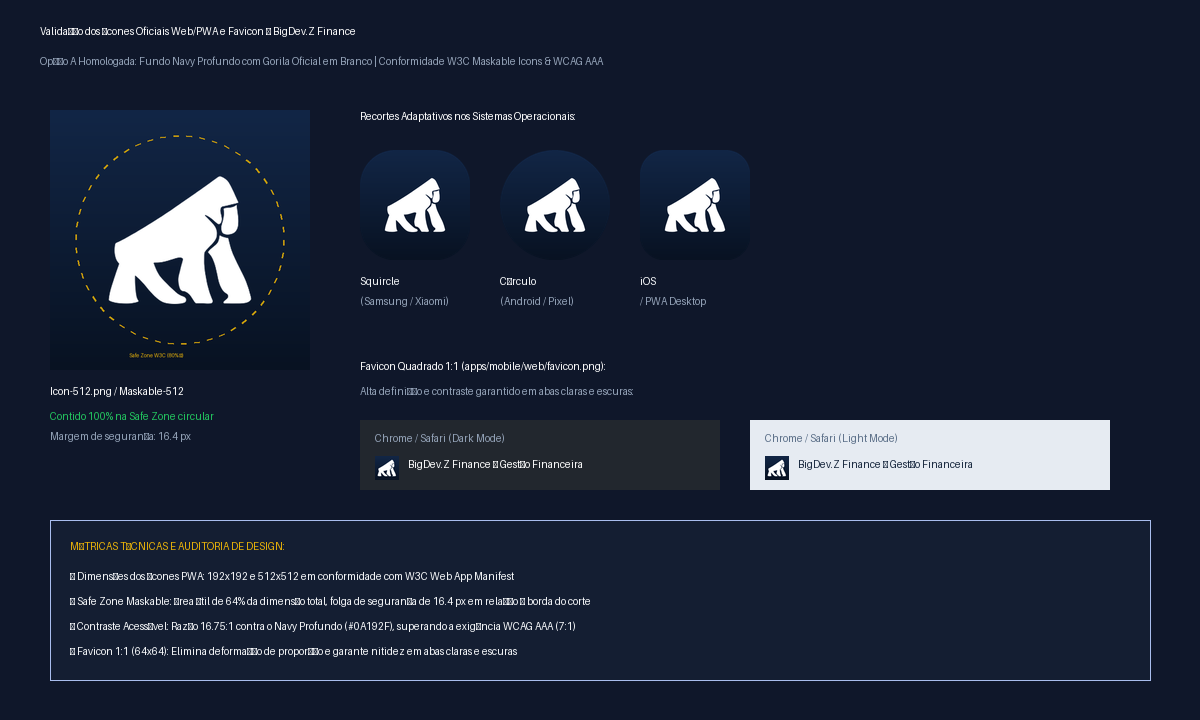 Valida□□o dos □cones Oficiais Web/PWA e Favicon □ BigDev.Z Finance
Op□□o A Homologada: Fundo Navy Profundo com Gorila Oficial em Branco | Conformidade W3C Maskable Icons & WCAG AAA
Safe Zone W3C (80%□)
Icon-512.png / Maskable-512
Contido 100% na Safe Zone circular
Margem de seguran□a: 16.4 px
Recortes Adaptativos nos Sistemas Operacionais:
Squircle
(Samsung / Xiaomi)
C□rculo
(Android / Pixel)
iOS
/ PWA Desktop
Favicon Quadrado 1:1 (apps/mobile/web/favicon.png):
Alta defini□□o e contraste garantido em abas claras e escuras:
Chrome / Safari (Dark Mode)
BigDev.Z Finance □ Gest□o Financeira
Chrome / Safari (Light Mode)
BigDev.Z Finance □ Gest□o Financeira
M□TRICAS T□CNICAS E AUDITORIA DE DESIGN:
□ Dimens□es dos □cones PWA: 192x192 e 512x512 em conformidade com W3C Web App Manifest
□ Safe Zone Maskable: □rea □til de 64% da dimens□o total, folga de seguran□a de 16.4 px em rela□□o □ borda do corte
□ Contraste Acess□vel: Raz□o 16.75:1 contra o Navy Profundo (#0A192F), superando a exig□ncia WCAG AAA (7:1)
□ Favicon 1:1 (64x64): Elimina deforma□□o de propor□□o e garante nitidez em abas claras e escuras